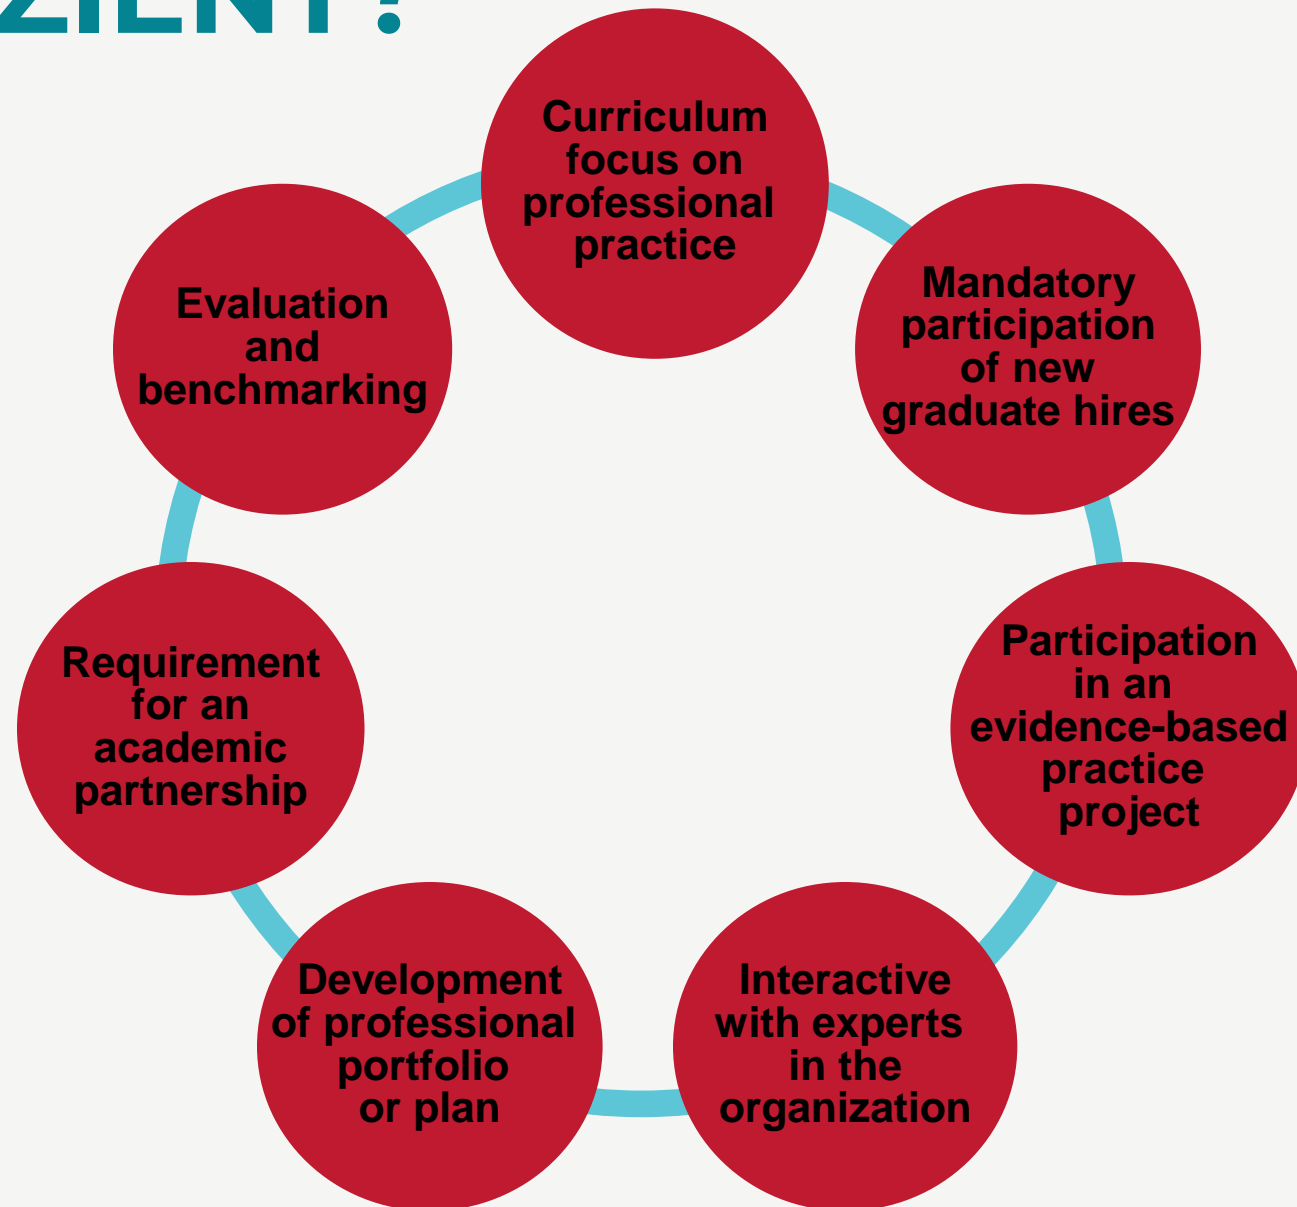 ZIENT?
Curriculum
focus on
professional
practice
Mandatory
participation
of new
graduate hires
Participation
in an
evidence-based
practice
project
Interactive
with experts
in the
organization
Development
of professional
portfolio
or plan
Requirement
for an
academic
partnership
Evaluation
and
benchmarking